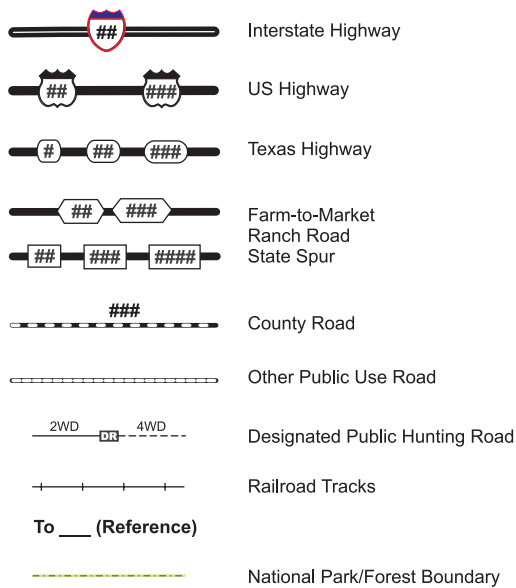 ## Interstate Highway
## ### US Highway
# ## ### Texas Highway
## ### Farm-to-Market
Ranch Road
## ### #### State Spur
###
County Road
Other Public Use Road
2WD DR 4WD Designated Public Hunting Road
Railroad Tracks
To ___ (Reference)
National Park/Forest Boundary